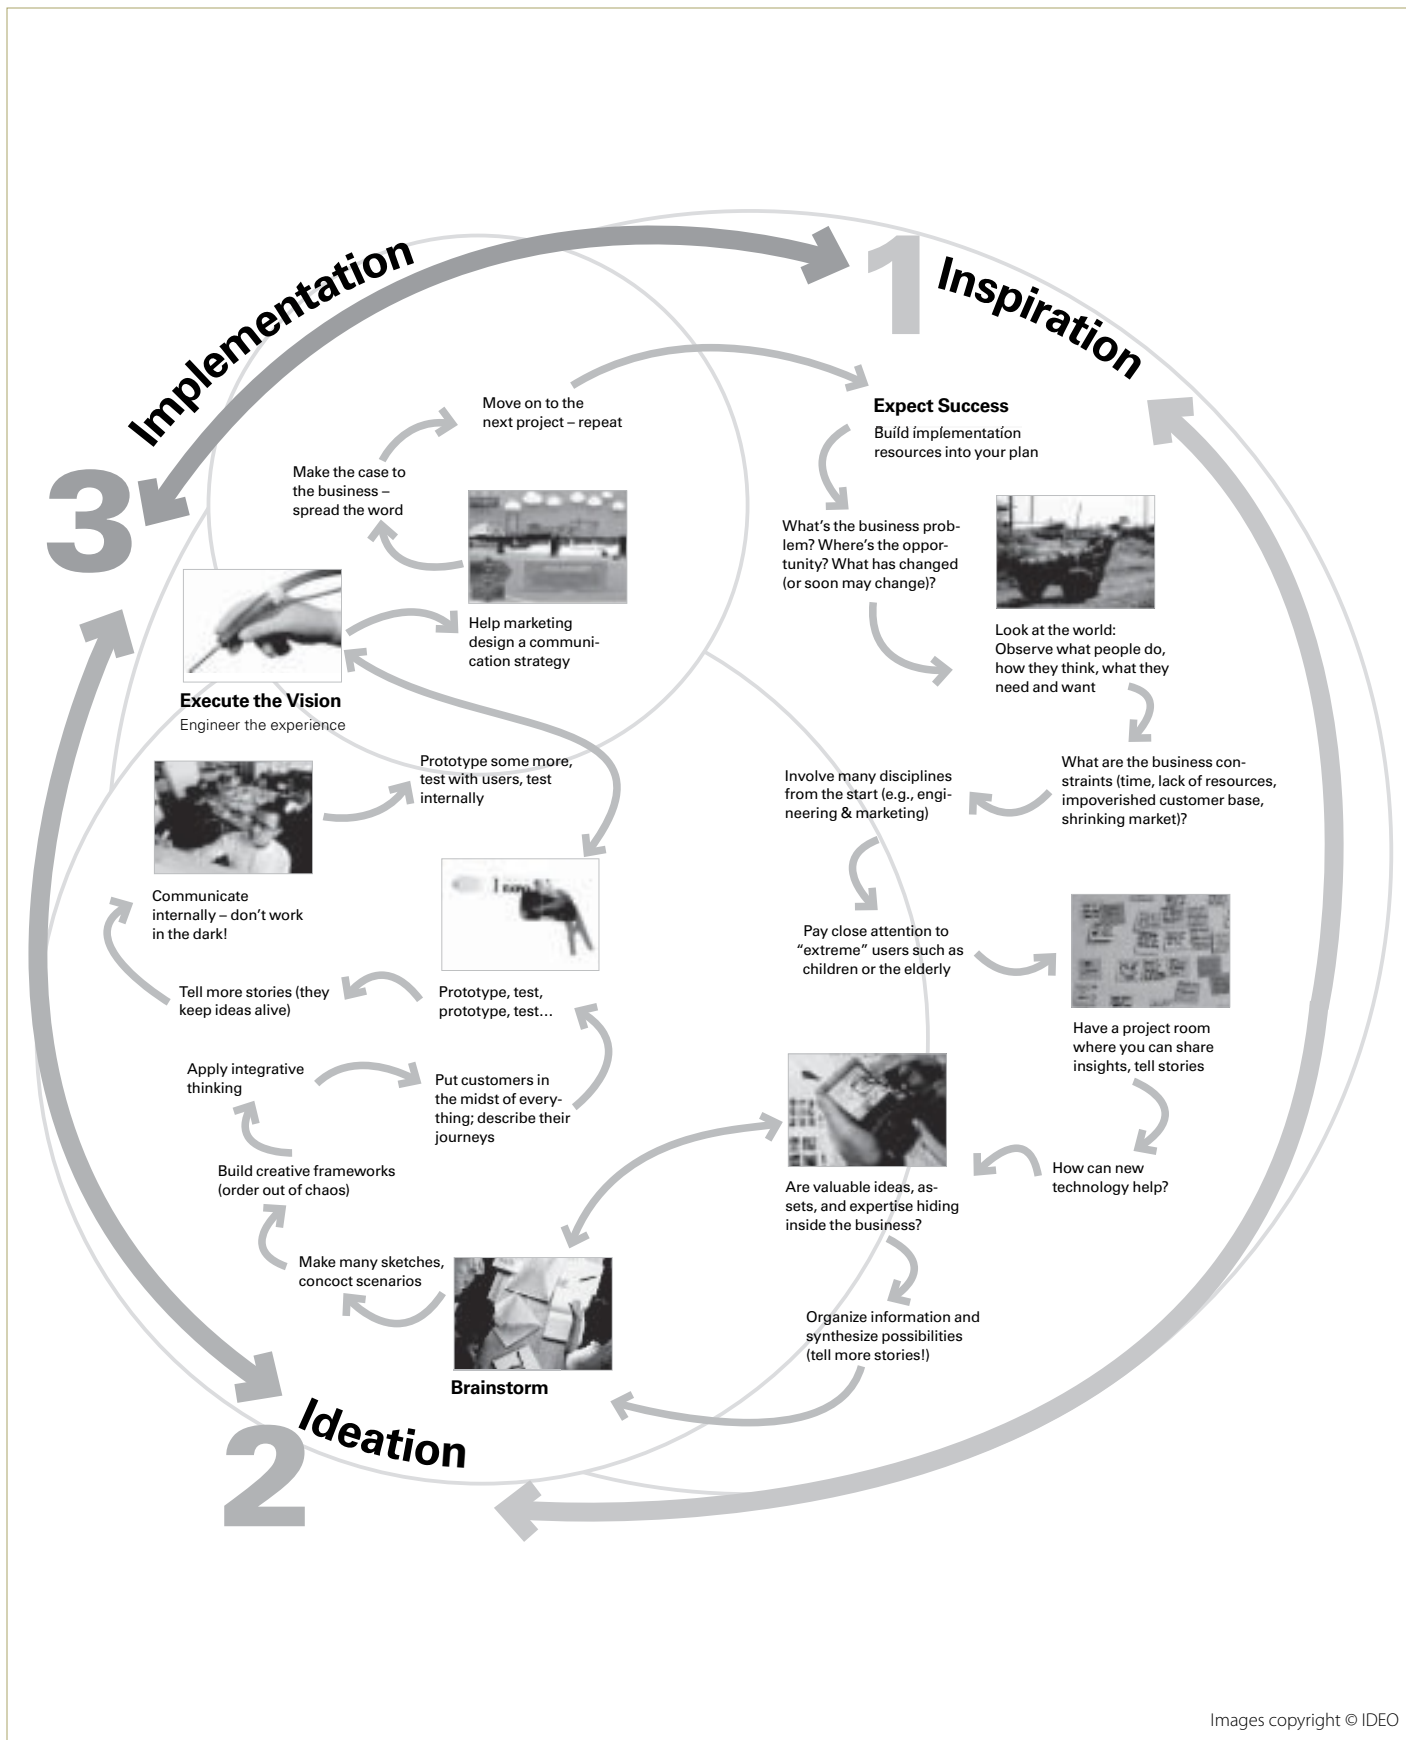 1
Inspiration
Expect Success
Build implementation
resources into your plan
What’s the business prob-
lem? Where’s the oppor-
tunity? What has changed
(or soon may change)?
Look at the world:
Observe what people do,
how they think, what they
need and want
What are the business con-
straints (time, lack of resources,
impoverished customer base,
shrinking market)?
Involve many disciplines
from the start (e.g., engi-
neering & marketing)
Pay close attention to
“extreme” users such as
children or the elderly
Have a project room
where you can share
insights, tell stories
How can new
technology help?
Are valuable ideas, as-
sets, and expertise hiding
inside the business?
Organize information and
synthesize possibilities
(tell more stories!)
2
Ideation
Brainstorm
Make many sketches,
concoct scenarios
Build creative frameworks
(order out of chaos)
Apply integrative
thinking
Put customers in
the midst of every-
thing; describe their
journeys
Prototype, test,
prototype, test…
Tell more stories (they
keep ideas alive)
Communicate
internally – don’t work
in the dark!
Prototype some more,
test with users, test
internally
3
Implementation
Execute the Vision
Engineer the experience
Help marketing
design a communi-
cation strategy
Make the case to
the business –
spread the word
Move on to the
next project – repeat
Images copyright © IDEO